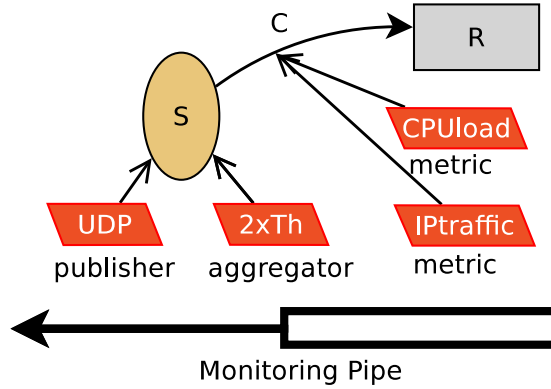 C
R
S
CPUload
metric
UDP
publisher
2xTh
aggregator
IPtraffic
metric
Monitoring Pipe